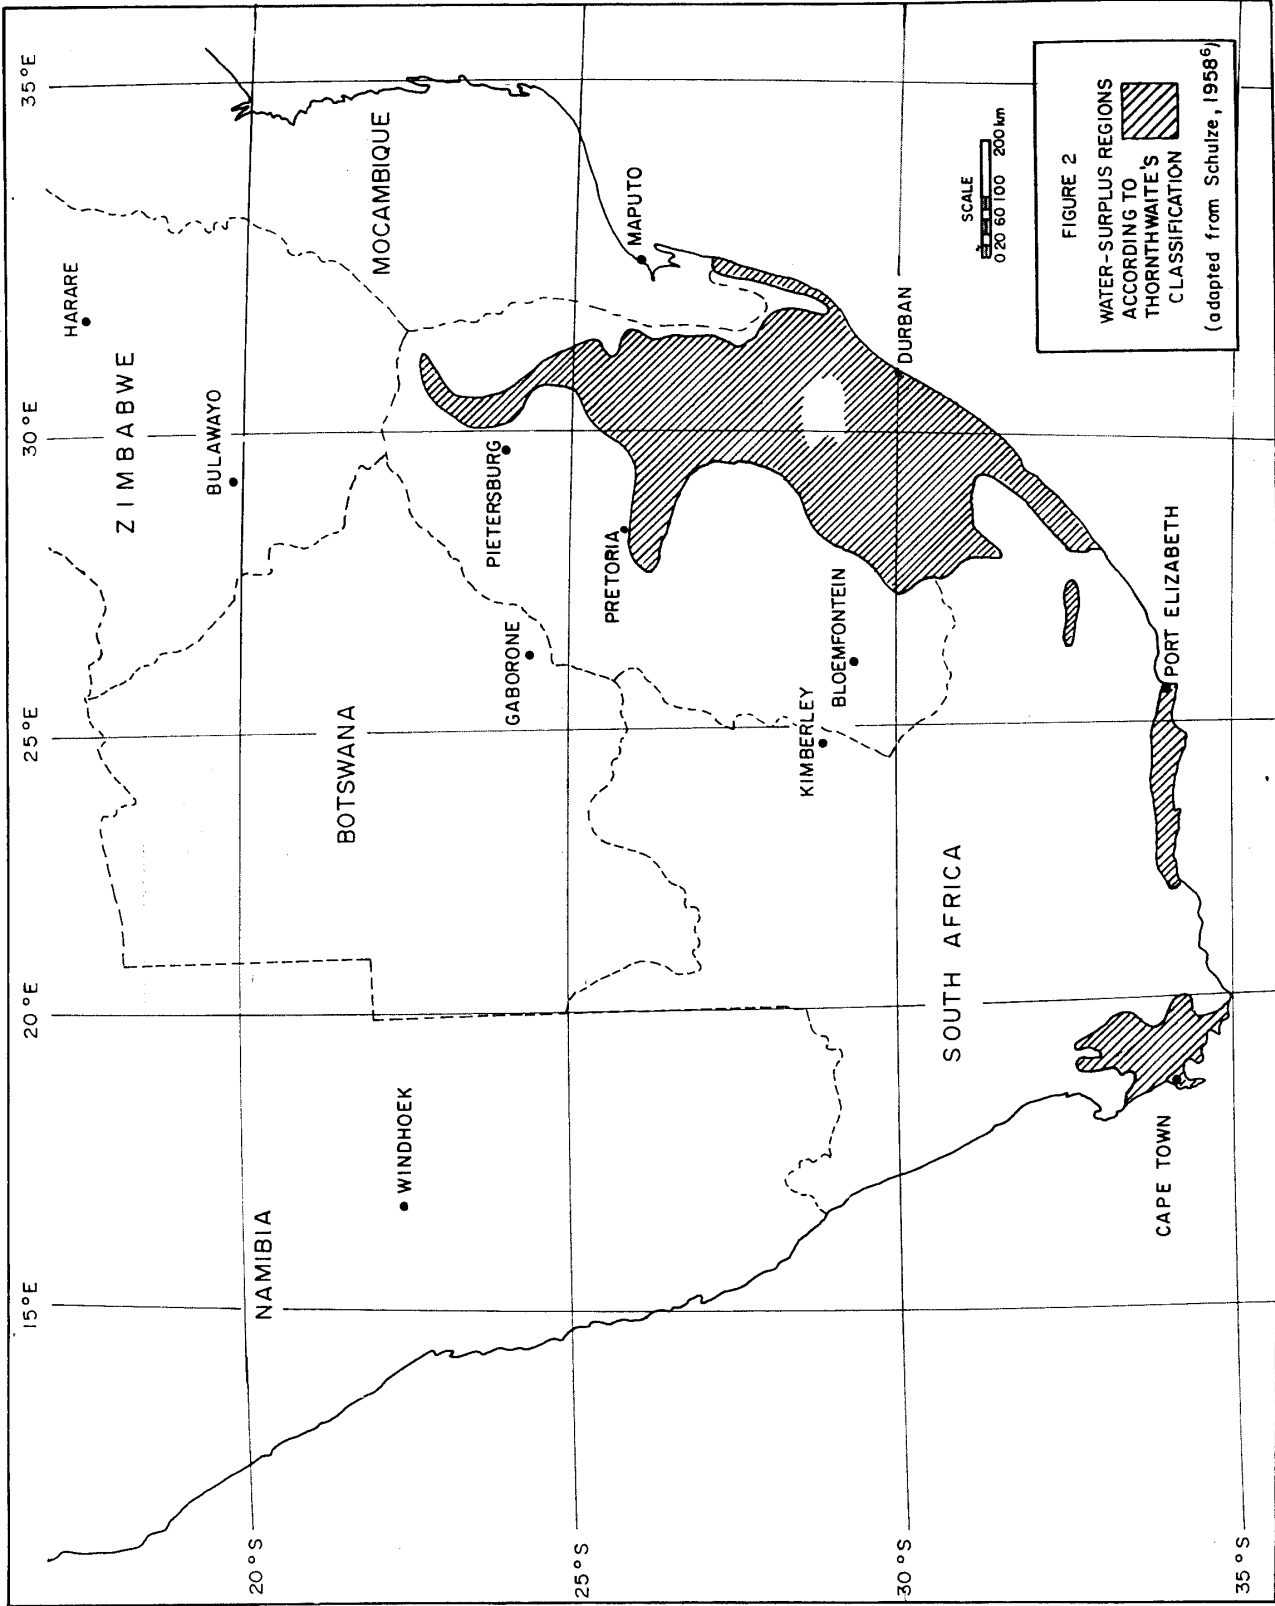 15°E
20°E
25°E
30°E
35°E
20°S
25°S
30°S
35°S
NAMIBIA
WINDHOEK
BOTSWANA
GABORONE
ZIMBABWE
HARARE
BULAWAYO
MOCAMBIQUE
MAPUTO
PIETERSBURG
PRETORIA
KIMBERLEY
BLOEMFONTEIN
DURBAN
SOUTH AFRICA
PORT ELIZABETH
CAPE TOWN
SCALE
0 20 60 100 200 km
FIGURE 2
WATER-SURPLUS REGIONS
ACCORDING TO
THORNTHWAITE'S
CLASSIFICATION
(adapted from Schulze, 1958⁶)